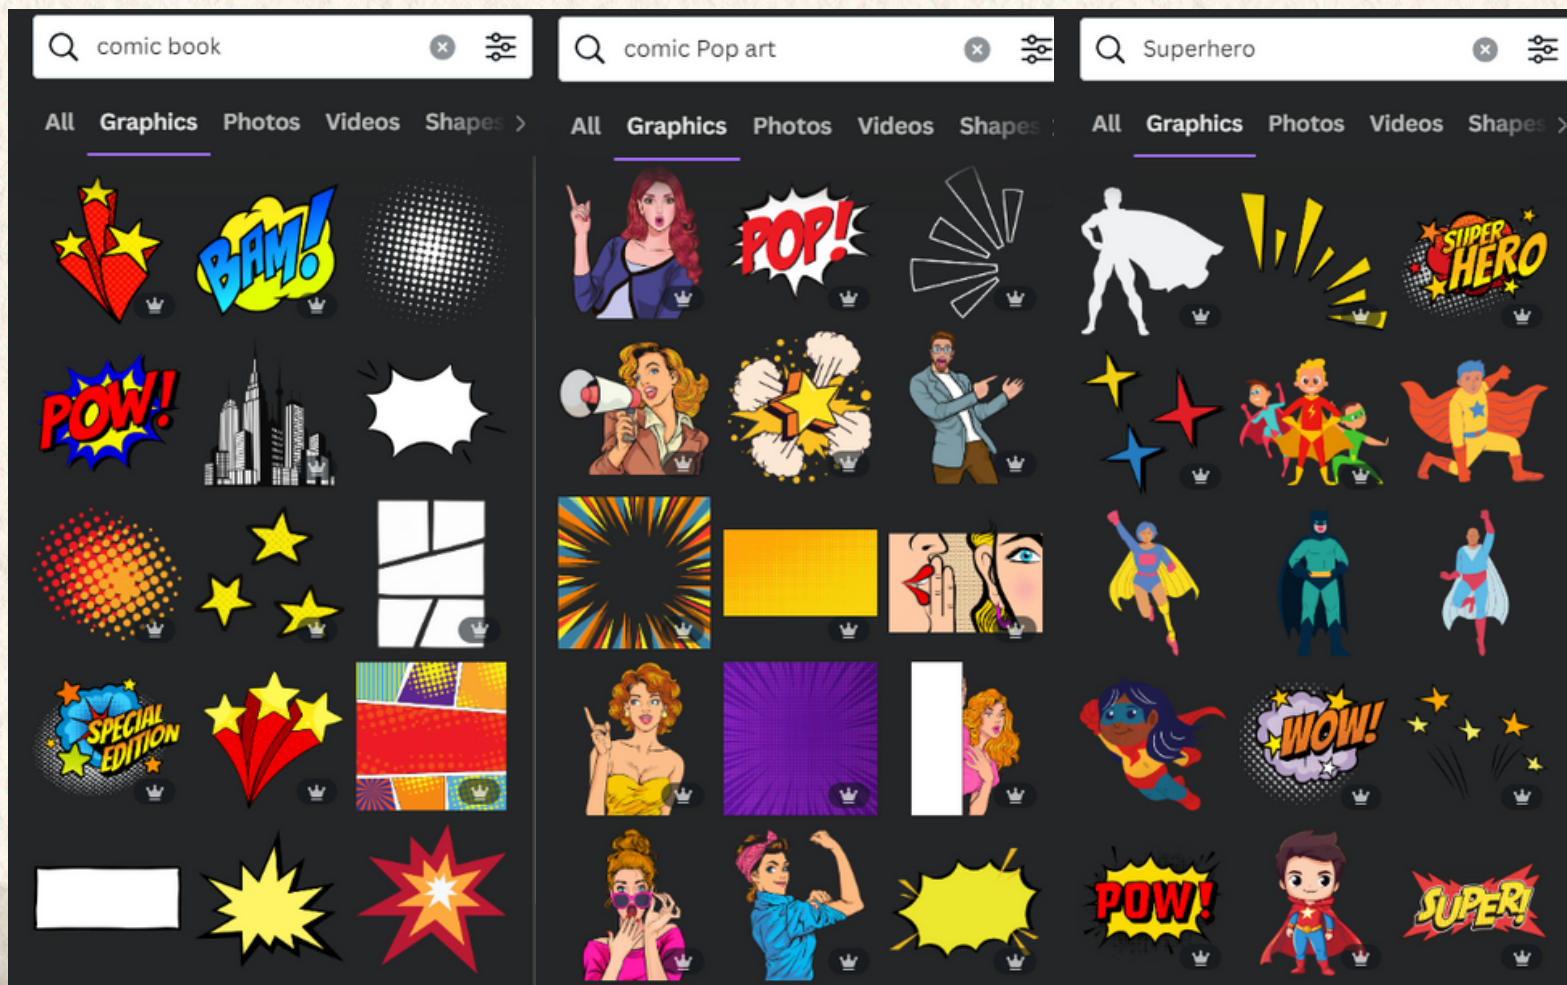 comic book
All Graphics Photos Videos Shapes
BAM!
POW!!
SPECIAL
EDITION
comic Pop art
All Graphics Photos Videos Shapes
POP!
Superhero
All Graphics Photos Videos Shapes
SUPER
HERO
WOW!
POW!
SUPER!